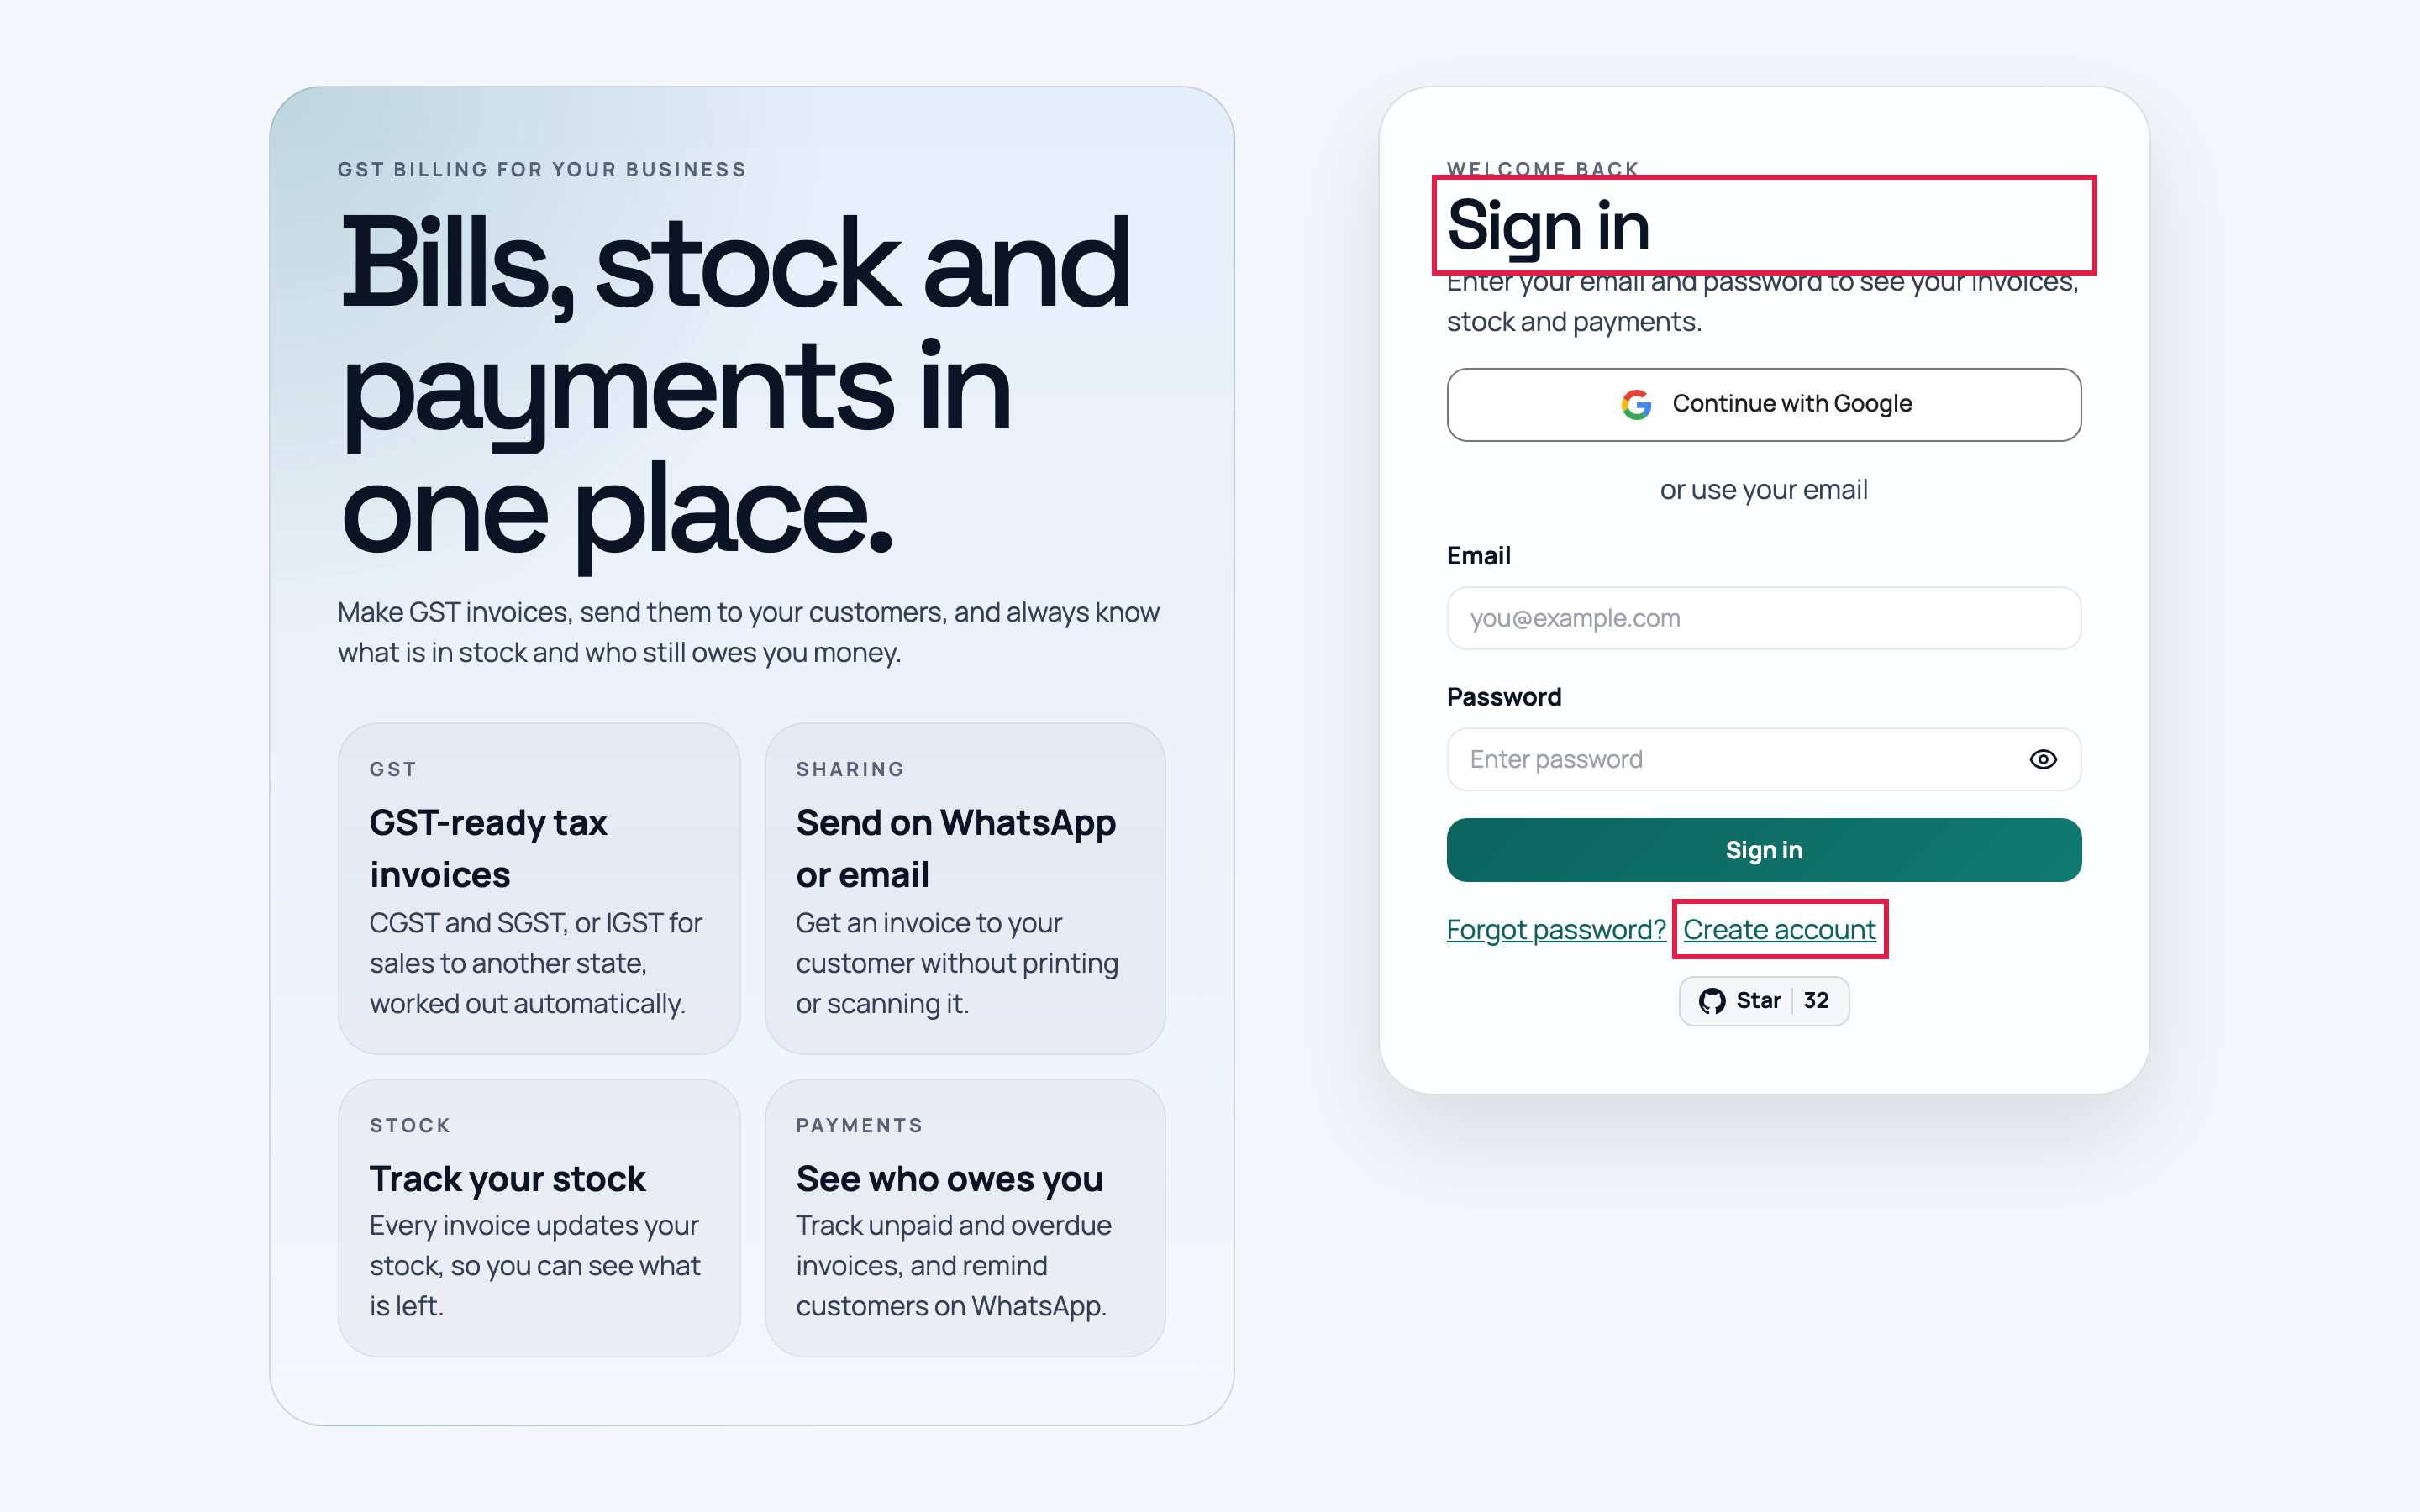 GST BILLING FOR YOUR BUSINESS
Bills, stock and
payments in
one place.
Make GST invoices, send them to your customers, and always know
what is in stock and who still owes you money.
GST
GST-ready tax
invoices
CGST and SGST, or IGST for
sales to another state,
worked out automatically.
SHARING
Send on WhatsApp
or email
Get an invoice to your
customer without printing
or scanning it.
STOCK
Track your stock
Every invoice updates your
stock, so you can see what
is left.
PAYMENTS
See who owes you
Track unpaid and overdue
invoices, and remind
customers on WhatsApp.
WELCOME BACK
Sign in
Enter your email and password to see your invoices,
stock and payments.
Continue with Google
or use your email
Email
you@example.com
Password
Enter password
Sign in
Forgot password? Create account
Star 32